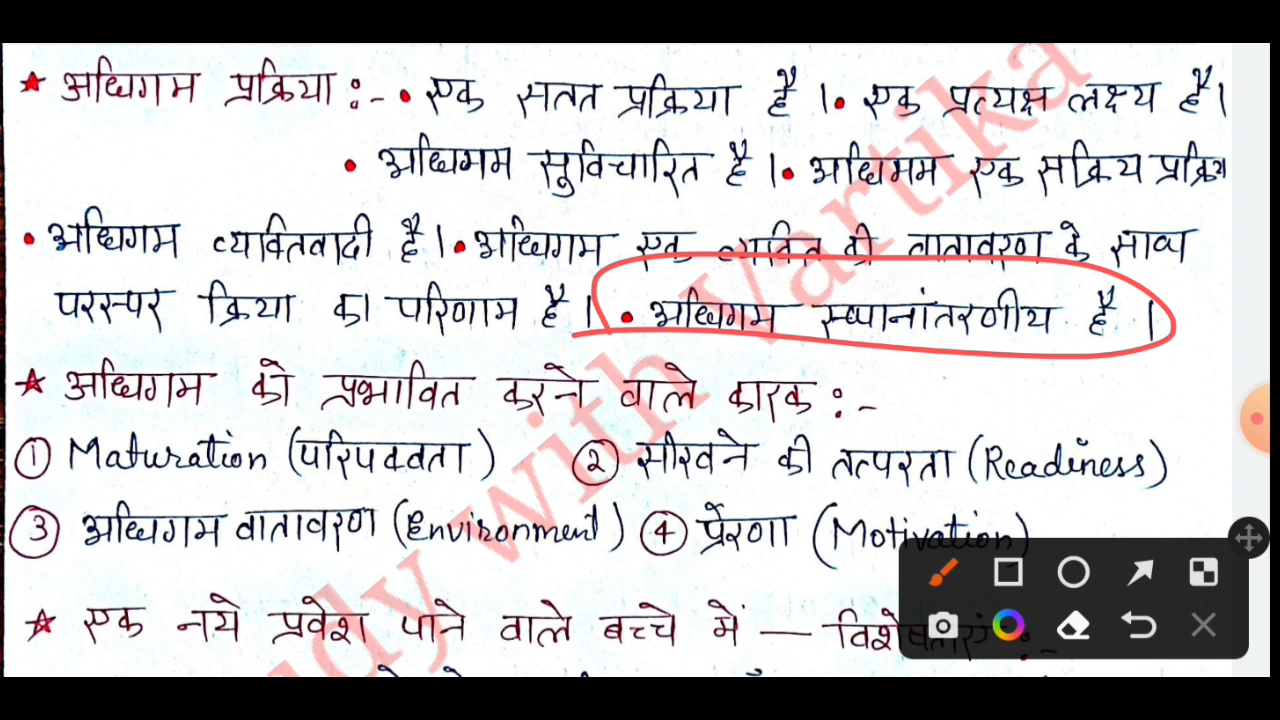 ★ अधिगम प्रक्रिया :- • एक सतत प्रक्रिया है । • एक प्रत्यक्ष लक्ष्य है ।
• अधिगम सुविचारित है । • अधिगम एक सक्रिय प्रक्रिय
• अधिगम व्यक्तिवादी है । • अधिगम एक व्यक्ति की वातावरण के साथ
परस्पर क्रिया का परिणाम है । • अधिगम स्थानांतरणीय है ।
★ अधिगम को प्रभावित करने वाले कारक :-
① Maturation (परिपक्वता) ② सीखने की तत्परता (Readiness)
③ अधिगम वातावरण (Environment) ④ प्रेरणा (Motivation)
★ एक नये प्रवेश पाने वाले बच्चे में — विशेषताएं :-
with Vartika